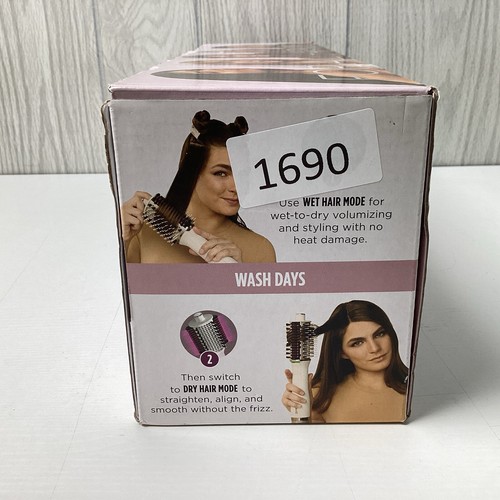 1690
Use WET HAIR MODE for
wet-to-dry volumizing
and styling with no
heat damage.
WASH DAYS
2
Then switch
to DRY HAIR MODE to
straighten, align, and
smooth without the frizz.